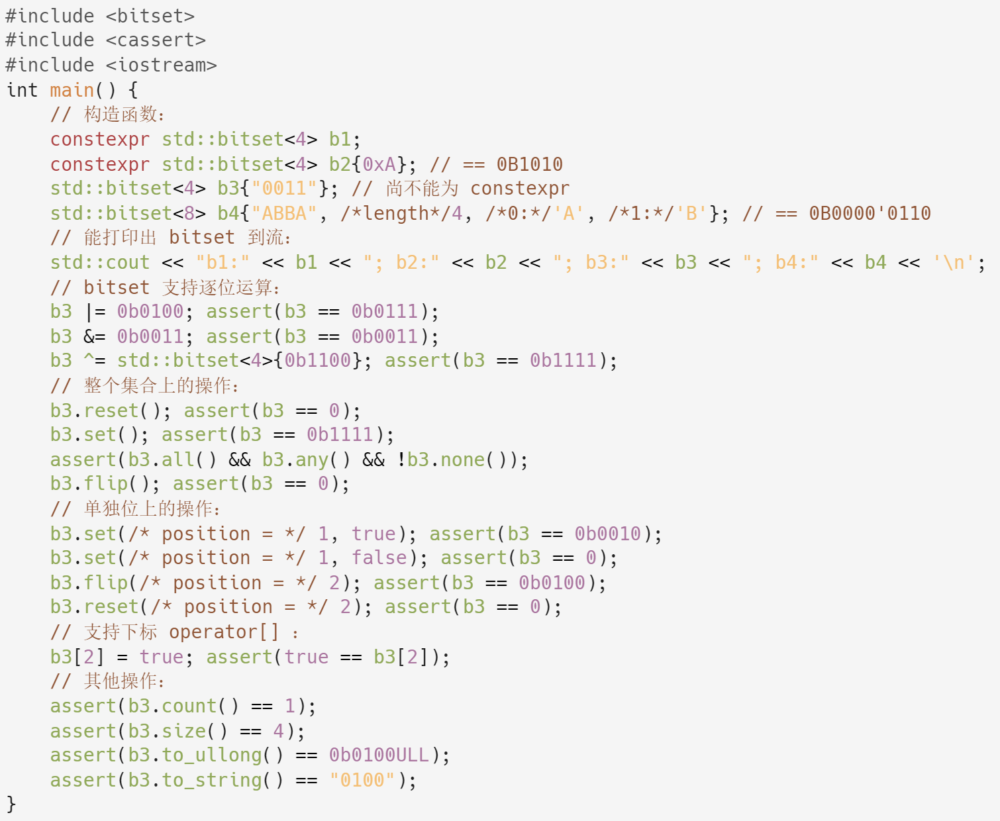 #include <bitset>
#include <cassert>
#include <iostream>
int main() {
    // 构造函数：
    constexpr std::bitset<4> b1;
    constexpr std::bitset<4> b2{0xA}; // == 0B1010
    std::bitset<4> b3{"0011"}; // 尚不能为 constexpr
    std::bitset<8> b4{"ABBA", /*length*/4, /*0:*/'A', /*1:*/'B'}; // == 0B0000'0110
    // 能打印出 bitset 到流：
    std::cout << "b1:" << b1 << "; b2:" << b2 << "; b3:" << b3 << "; b4:" << b4 << '\n';
    // bitset 支持逐位运算：
    b3 |= 0b0100; assert(b3 == 0b0111);
    b3 &= 0b0011; assert(b3 == 0b0011);
    b3 ^= std::bitset<4>{0b1100}; assert(b3 == 0b1111);
    // 整个集合上的操作：
    b3.reset(); assert(b3 == 0);
    b3.set(); assert(b3 == 0b1111);
    assert(b3.all() && b3.any() && !b3.none());
    b3.flip(); assert(b3 == 0);
    // 单独位上的操作：
    b3.set(/* position = */ 1, true); assert(b3 == 0b0010);
    b3.set(/* position = */ 1, false); assert(b3 == 0);
    b3.flip(/* position = */ 2); assert(b3 == 0b0100);
    b3.reset(/* position = */ 2); assert(b3 == 0);
    // 支持下标 operator[] ：
    b3[2] = true; assert(true == b3[2]);
    // 其他操作：
    assert(b3.count() == 1);
    assert(b3.size() == 4);
    assert(b3.to_ullong() == 0b0100ULL);
    assert(b3.to_string() == "0100");
}